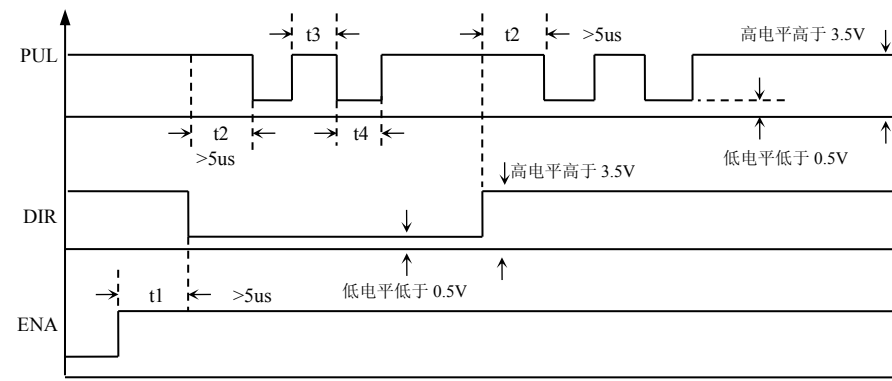 t3
t2
>5us
高电平高于 3.5V
PUL
t2
t4
>5us
低电平低于 0.5V
高电平高于 3.5V
DIR
t1
>5us
低电平低于 0.5V
ENA